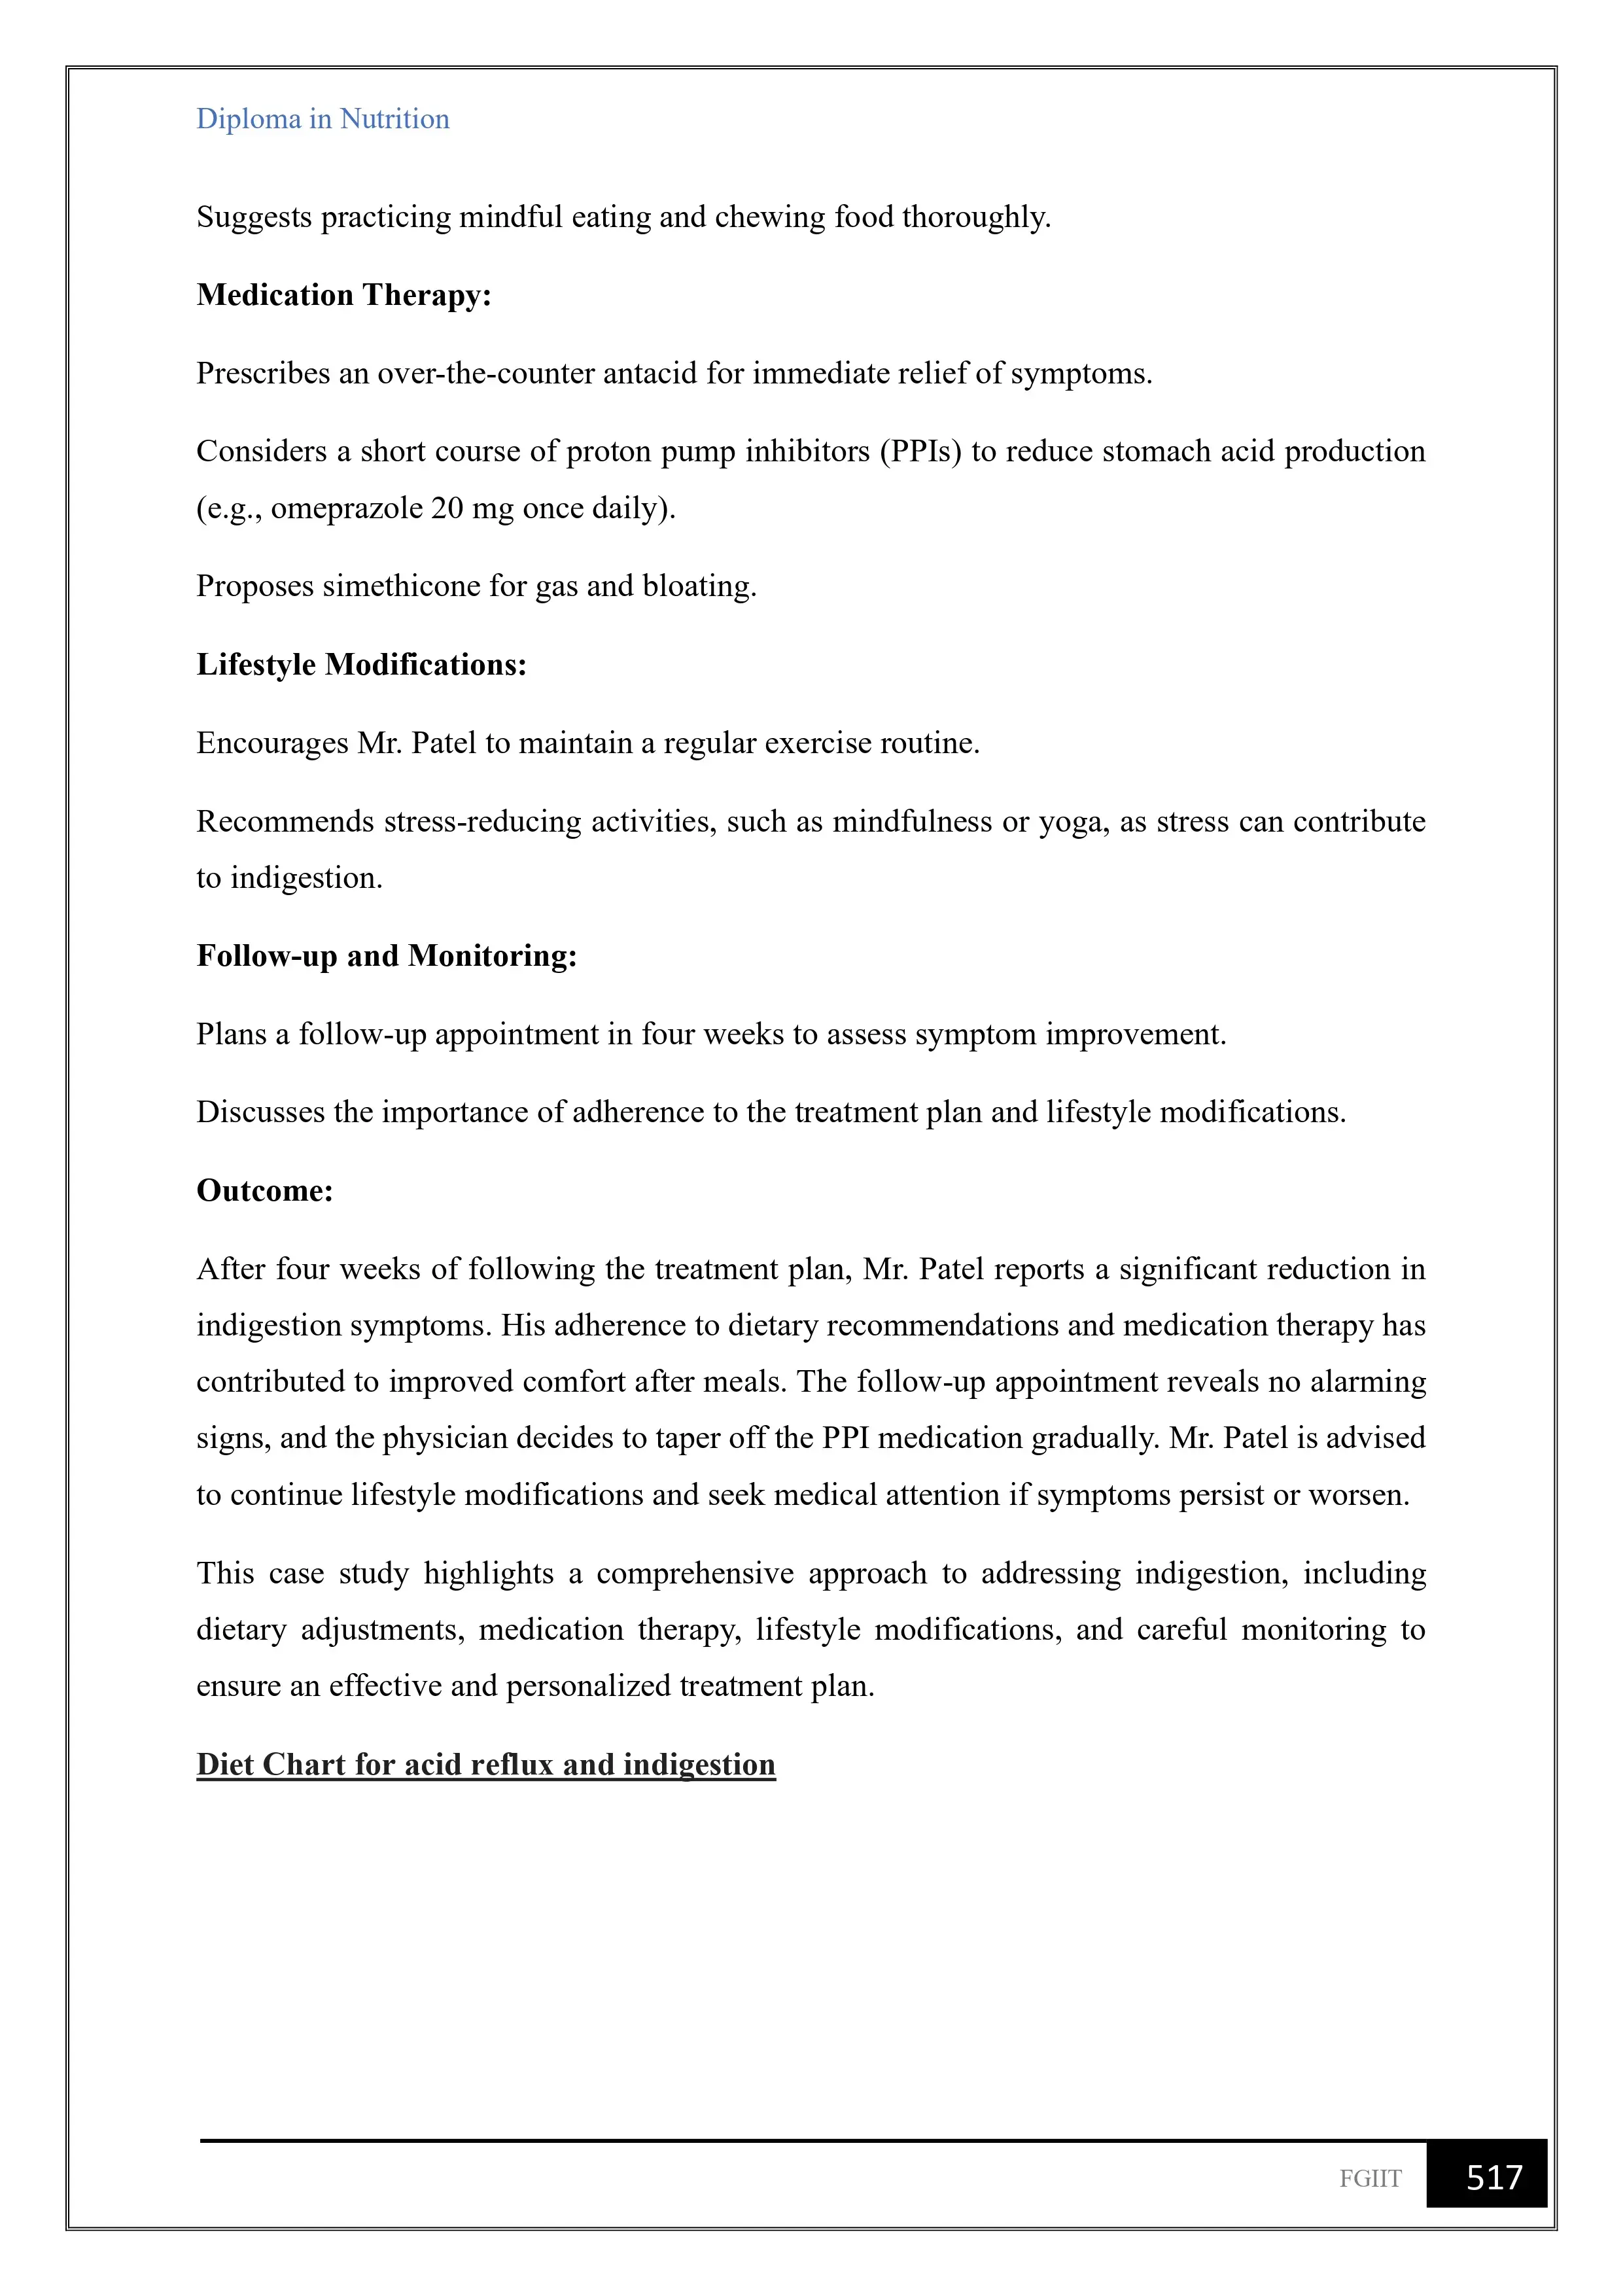 Diploma in Nutrition
Suggests practicing mindful eating and chewing food thoroughly.
Medication Therapy:
Prescribes an over-the-counter antacid for immediate relief of symptoms.
Considers a short course of proton pump inhibitors (PPIs) to reduce stomach acid production
(e.g., omeprazole 20 mg once daily).
Proposes simethicone for gas and bloating.
Lifestyle Modifications:
Encourages Mr. Patel to maintain a regular exercise routine.
Recommends stress-reducing activities, such as mindfulness or yoga, as stress can contribute
to indigestion.
Follow-up and Monitoring:
Plans a follow-up appointment in four weeks to assess symptom improvement.
Discusses the importance of adherence to the treatment plan and lifestyle modifications.
Outcome:
After four weeks of following the treatment plan, Mr. Patel reports a significant reduction in
indigestion symptoms. His adherence to dietary recommendations and medication therapy has
contributed to improved comfort after meals. The follow-up appointment reveals no alarming
signs, and the physician decides to taper off the PPI medication gradually. Mr. Patel is advised
to continue lifestyle modifications and seek medical attention if symptoms persist or worsen.
This case study highlights a comprehensive approach to addressing indigestion, including
dietary adjustments, medication therapy, lifestyle modifications, and careful monitoring to
ensure an effective and personalized treatment plan.
Diet Chart for acid reflux and indigestion
FGIIT 517